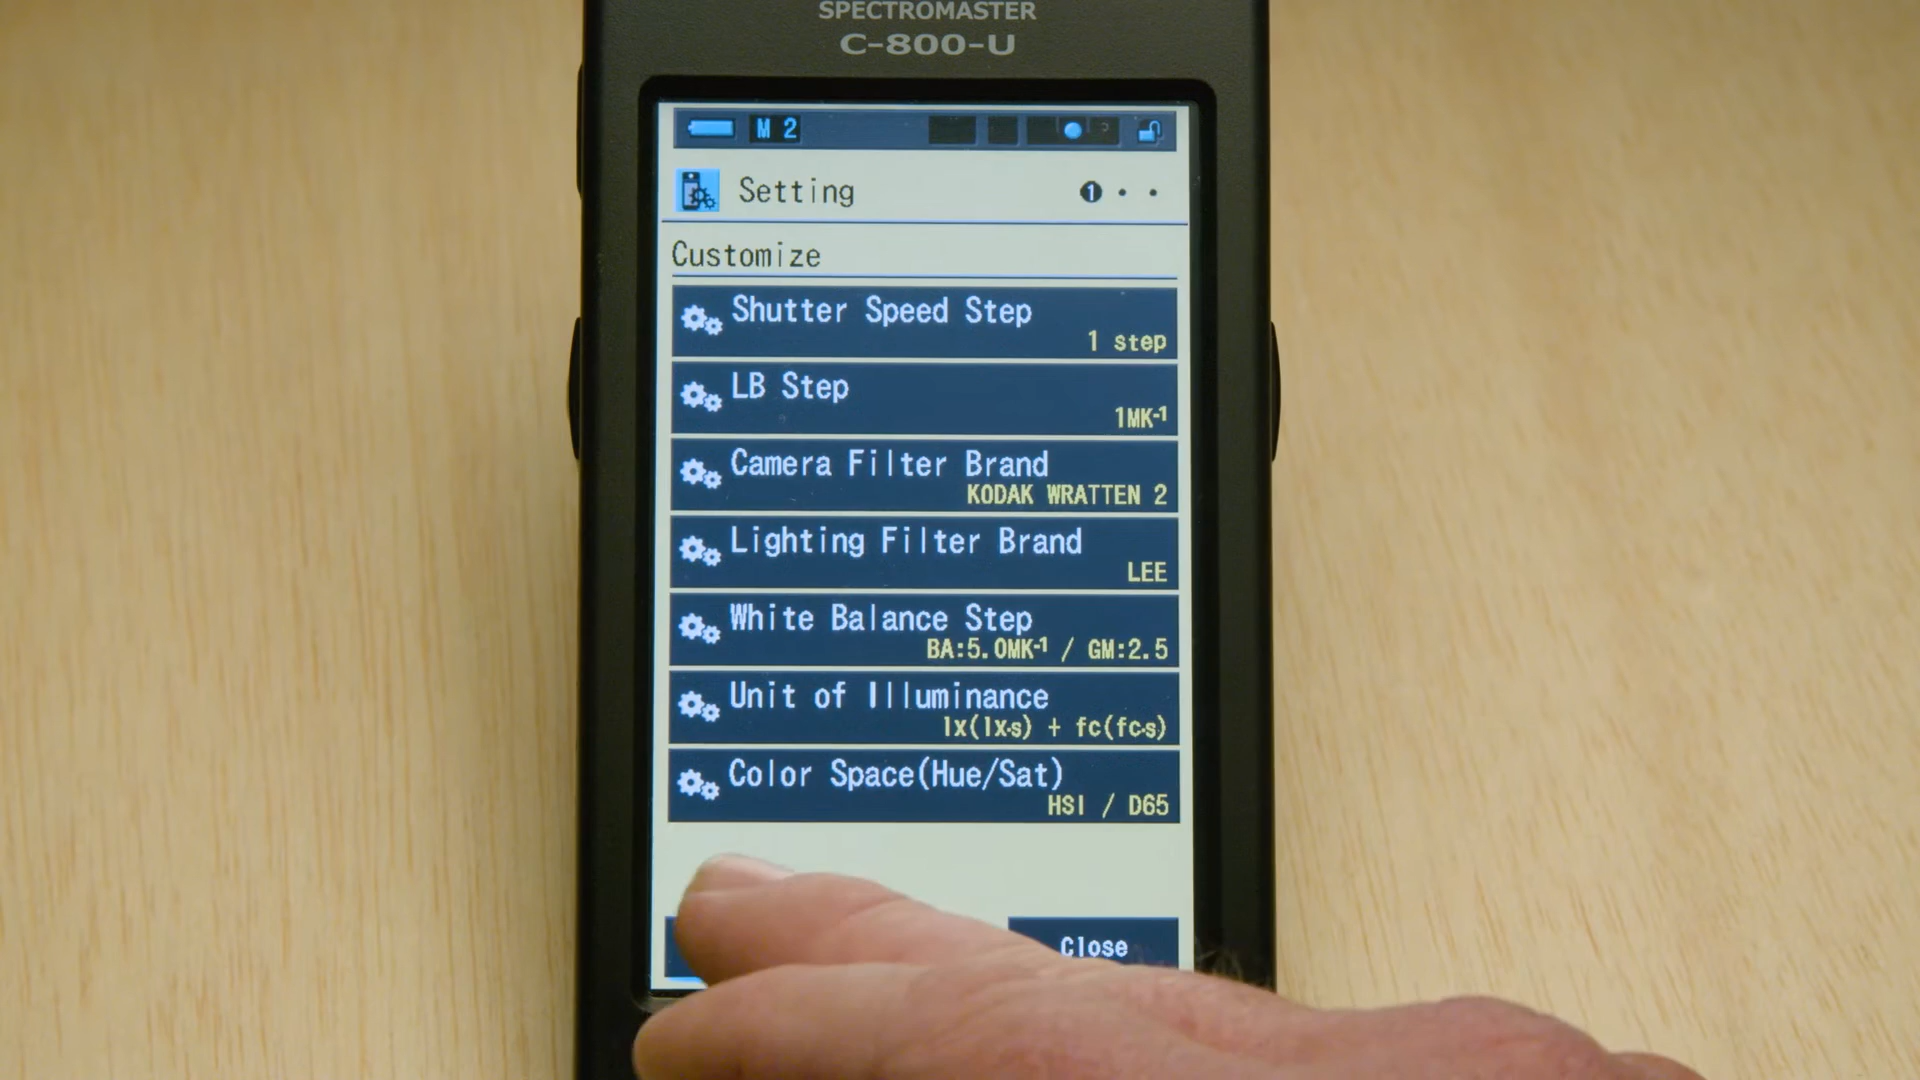 SPECTROMASTER
C-800-U
M 2
Setting
1
Customize
Shutter Speed Step
1 step
LB Step
1MK-¹
Camera Filter Brand
KODAK WRATTEN 2
Lighting Filter Brand
LEE
White Balance Step
BA:5.0MK-¹ / GM:2.5
Unit of Illuminance
lx(lx·s) + fc(fc·s)
Color Space(Hue/Sat)
HSI / D65
Close